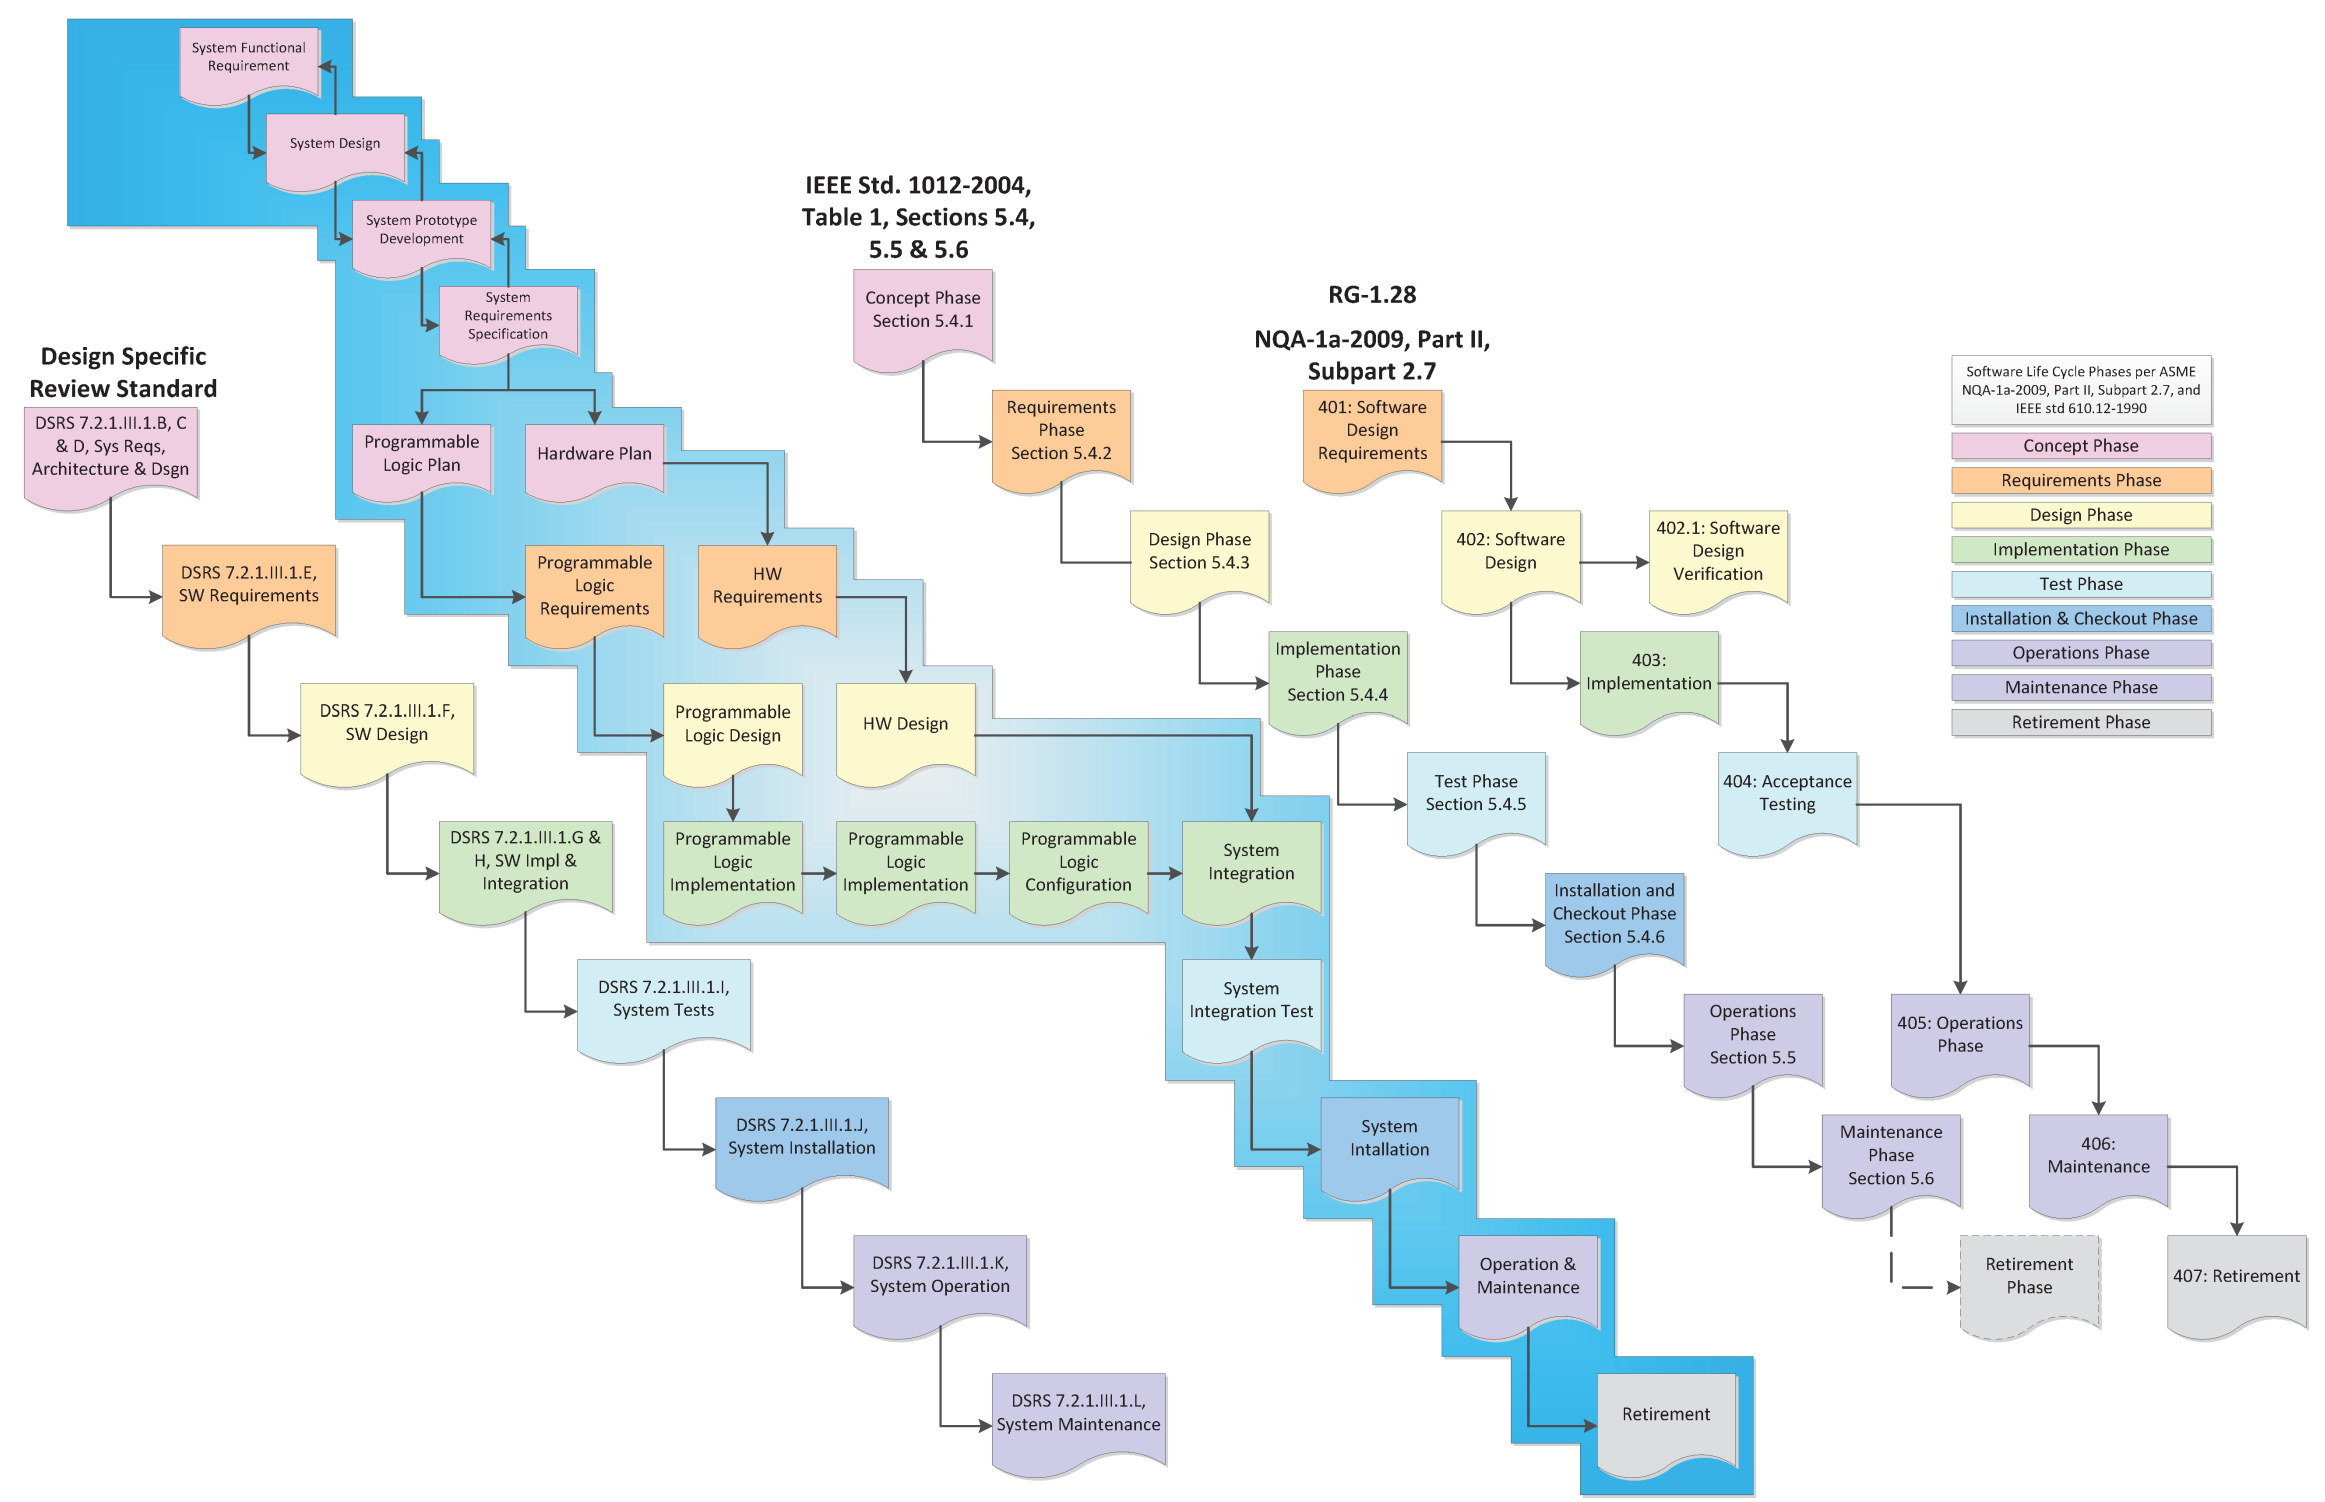 System Functional
Requirement
System Design
System Prototype
Development
System
Requirements
Specification
Programmable
Logic Plan
Hardware Plan
Programmable
Logic
Requirements
HW
Requirements
Programmable
Logic Design
HW Design
Programmable
Logic
Implementation
Programmable
Logic
Implementation
Programmable
Logic
Configuration
System
Integration
System
Integration Test
System
Intallation
Operation &
Maintenance
Retirement
Design Specific
Review Standard
DSRS 7.2.1.III.1.B, C
& D, Sys Reqs,
Architecture & Dsgn
DSRS 7.2.1.III.1.E,
SW Requirements
DSRS 7.2.1.III.1.F,
SW Design
DSRS 7.2.1.III.1.G &
H, SW Impl &
Integration
DSRS 7.2.1.III.1.I,
System Tests
DSRS 7.2.1.III.1.J,
System Installation
DSRS 7.2.1.III.1.K,
System Operation
DSRS 7.2.1.III.1.L,
System Maintenance
IEEE Std. 1012-2004,
Table 1, Sections 5.4,
5.5 & 5.6
Concept Phase
Section 5.4.1
Requirements
Phase
Section 5.4.2
Design Phase
Section 5.4.3
Implementation
Phase
Section 5.4.4
Test Phase
Section 5.4.5
Installation and
Checkout Phase
Section 5.4.6
Operations
Phase
Section 5.5
Maintenance
Phase
Section 5.6
Retirement
Phase
RG-1.28
NQA-1a-2009, Part II,
Subpart 2.7
401: Software
Design
Requirements
402: Software
Design
402.1: Software
Design
Verification
403:
Implementation
404: Acceptance
Testing
405: Operations
Phase
406:
Maintenance
407: Retirement
Software Life Cycle Phases per ASME
NQA-1a-2009, Part II, Subpart 2.7, and
IEEE std 610.12-1990
Concept Phase
Requirements Phase
Design Phase
Implementation Phase
Test Phase
Installation & Checkout Phase
Operations Phase
Maintenance Phase
Retirement Phase